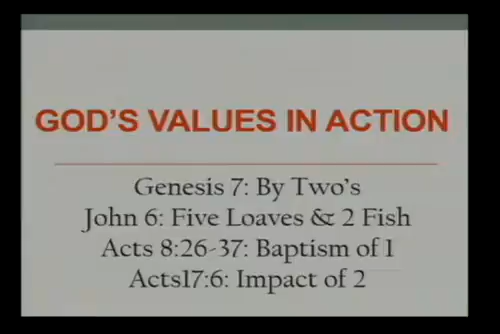 GOD'S VALUES IN ACTION
Genesis 7: By Two's
John 6: Five Loaves & 2 Fish
Acts 8:26-37: Baptism of 1
Acts17:6: Impact of 2